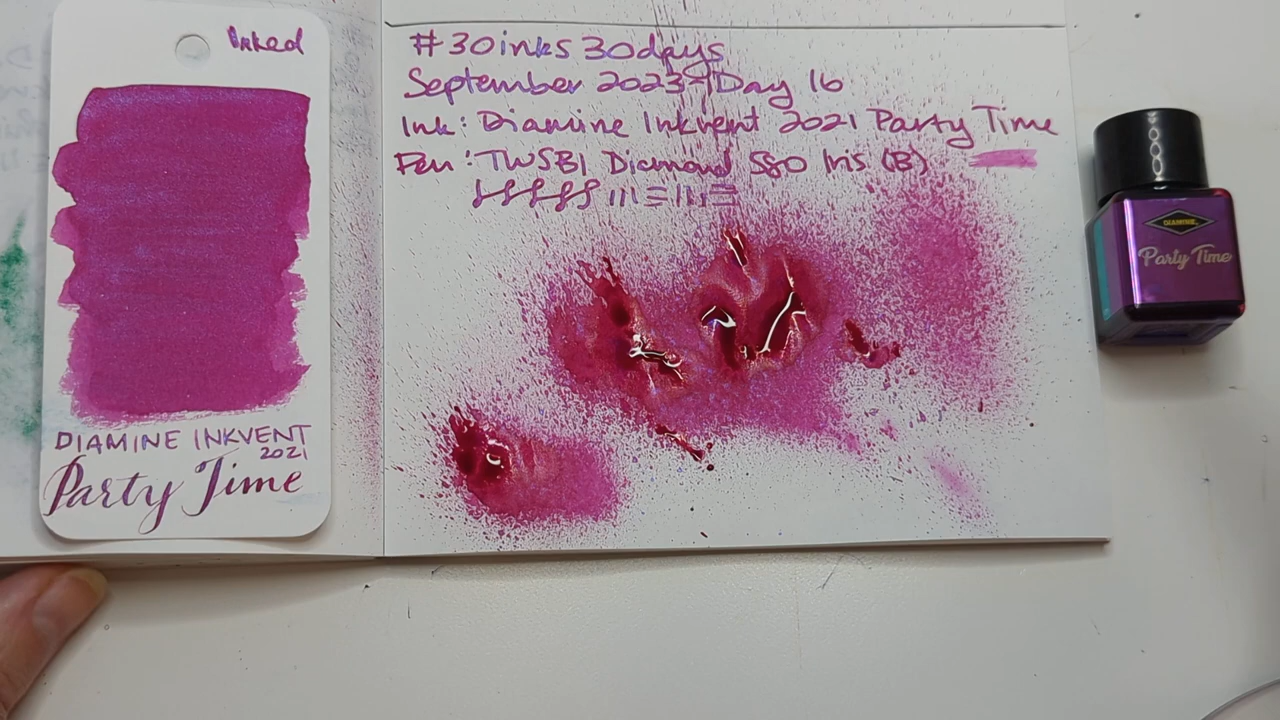 Inked
DIAMINE INKVENT
2021
Party Time
#30inks30days
September 2023 - Day 16
Ink: Diamine Inkvent 2021 Party Time
Pen: TWSBI Diamond 580 Iris (B)
DIAMINE
Party Time